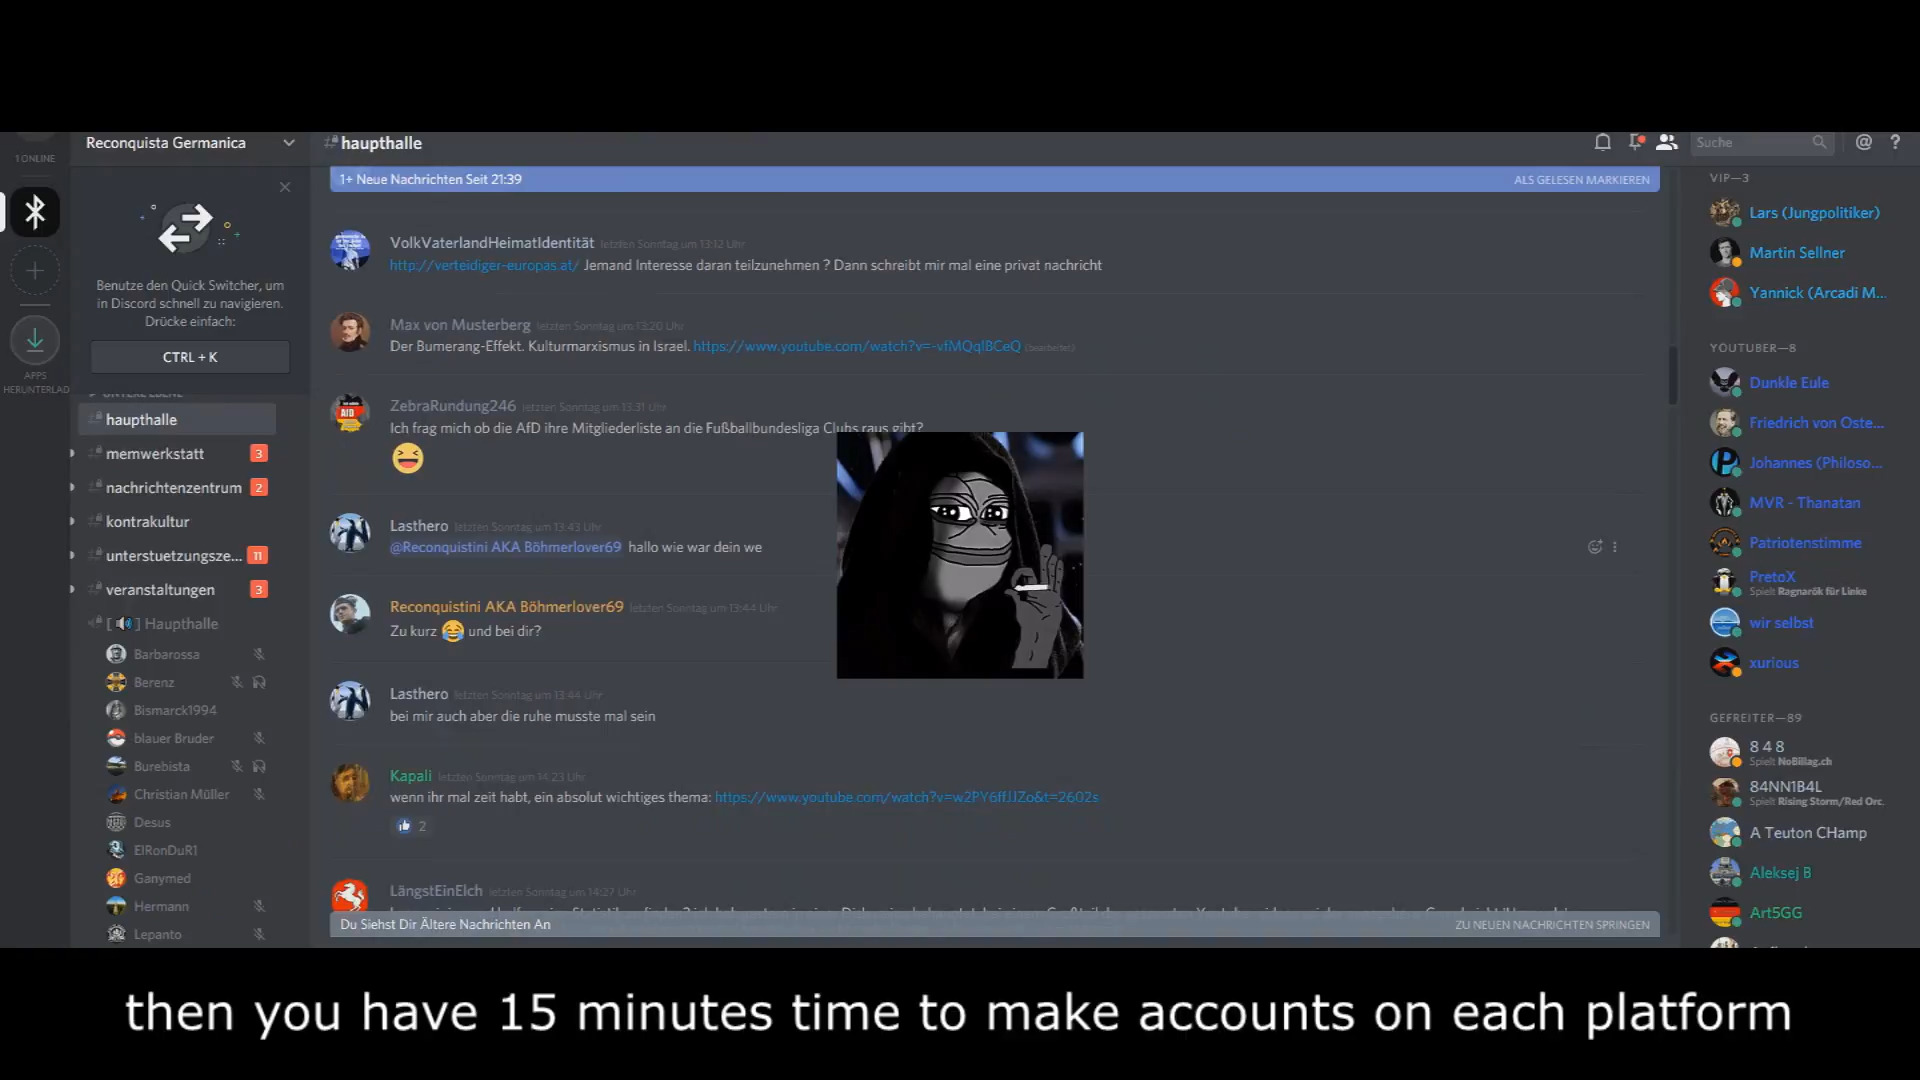 1 ONLINE
APPS
HERUNTERLAD
Reconquista Germanica
Benutze den Quick Switcher, um
in Discord schnell zu navigieren.
Drücke einfach:
CTRL + K
UNTERE EBENE
haupthalle
memwerkstatt 3
nachrichtenzentrum 2
kontrakultur
unterstuetzungsze... 11
veranstaltungen 3
[ ] Haupthalle
Barbarossa
Berenz
Bismarck1994
blauer Bruder
Burebista
Christian Müller
Desus
ElRonDuR1
Ganymed
Hermann
Lepanto
haupthalle
Suche @ ?
1+ Neue Nachrichten Seit 21:39 ALS GELESEN MARKIEREN
VolkVaterlandHeimatIdentität letzten Sonntag um 13:12 Uhr
http://verteidiger-europas.at/ Jemand Interesse daran teilzunehmen ? Dann schreibt mir mal eine privat nachricht
Max von Musterberg letzten Sonntag um 13:20 Uhr
Der Bumerang-Effekt. Kulturmarxismus in Israel. https://www.youtube.com/watch?v=-vfMQqlBCeQ (bearbeitet)
AfD
ZebraRundung246 letzten Sonntag um 13:31 Uhr
Ich frag mich ob die AfD ihre Mitgliederliste an die Fußballbundesliga Clubs raus gibt?
Lasthero letzten Sonntag um 13:43 Uhr
@Reconquistini AKA Böhmerlover69 hallo wie war dein we
Reconquistini AKA Böhmerlover69 letzten Sonntag um 13:44 Uhr
Zu kurz und bei dir?
Lasthero letzten Sonntag um 13:44 Uhr
bei mir auch aber die ruhe musste mal sein
Kapali letzten Sonntag um 14:23 Uhr
wenn ihr mal zeit habt, ein absolut wichtiges thema: https://www.youtube.com/watch?v=w2PY6ffJJZo&t=2602s
2
LängstEinElch letzten Sonntag um 14:27 Uhr
Du Siehst Dir Ältere Nachrichten An ZU NEUEN NACHRICHTEN SPRINGEN
VIP—3
Lars (Jungpolitiker)
Martin Sellner
Yannick (Arcadi M...
YOUTUBER—8
Dunkle Eule
Friedrich von Oste...
Johannes (Philoso...
MVR - Thanatan
Patriotenstimme
PretoX
Spielt Ragnarök für Linke
wir selbst
xurious
GEFREITER—89
8 4 8
Spielt NoBillag.ch
84NN1B4L
Spielt Rising Storm/Red Orc.
A Teuton CHamp
Aleksej B
Art5GG
then you have 15 minutes time to make accounts on each platform